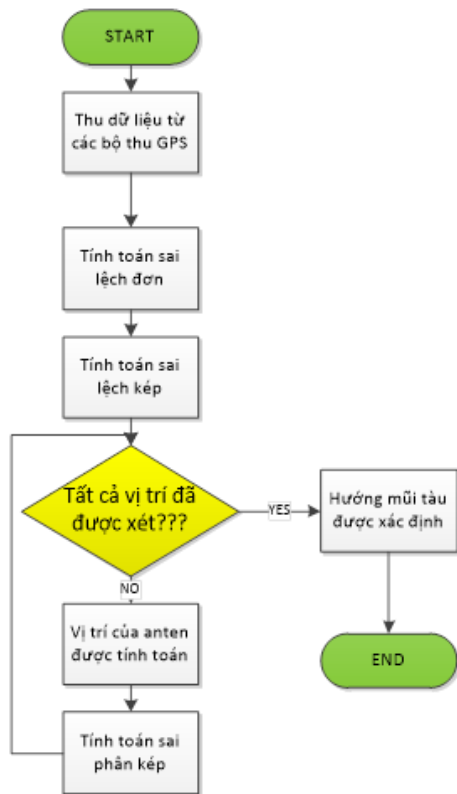 START
Thu dữ liệu từ
các bộ thu GPS
Tính toán sai
lệch đơn
Tính toán sai
lệch kép
Tất cả vị trí đã
được xét???
YES
Hướng mũi tàu
được xác định
NO
Vị trí của anten
được tính toán
END
Tính toán sai
phân kép